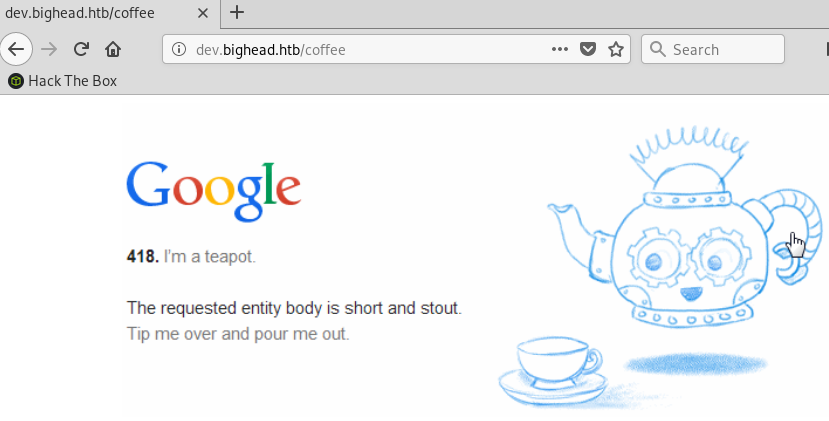 dev.bighead.htb/coffee
dev.bighead.htb/coffee
Search
Hack The Box
Google
418. I'm a teapot.
The requested entity body is short and stout.
Tip me over and pour me out.